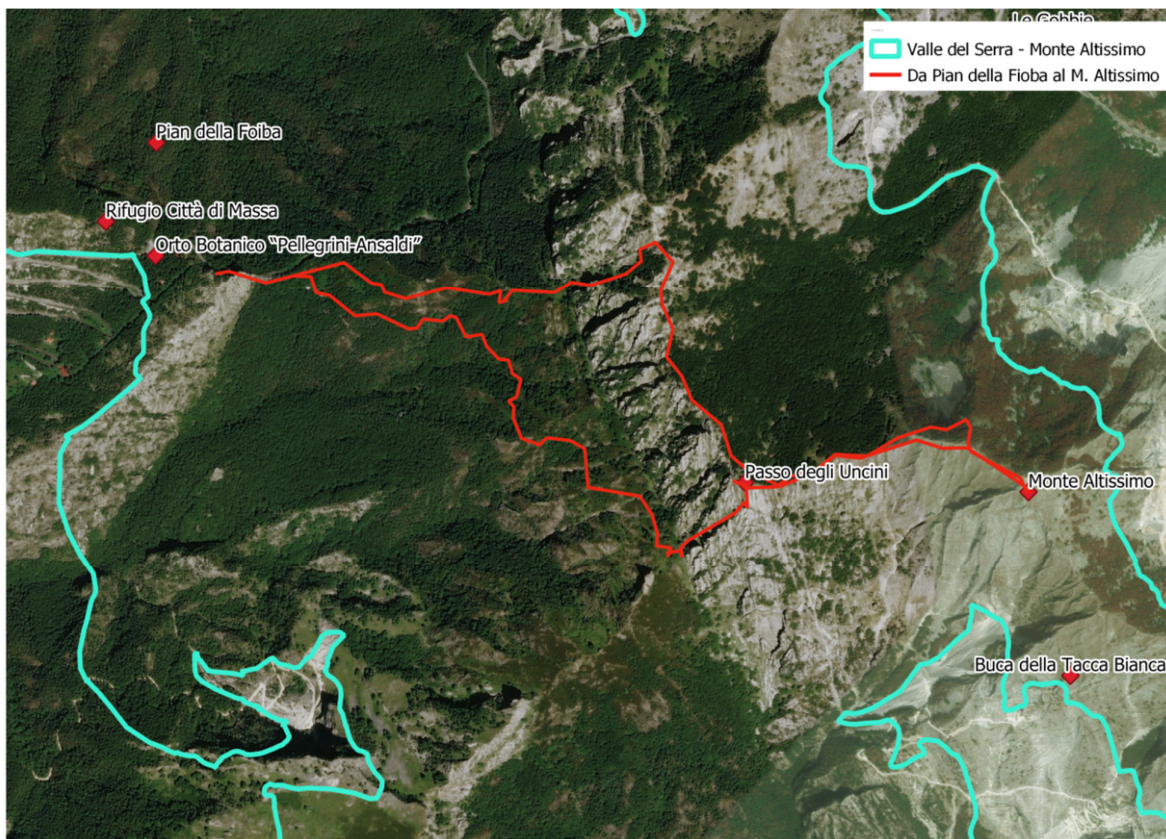 Le Gobbie
Valle del Serra - Monte Altissimo
Da Pian della Fioba al M. Altissimo
Pian della Foiba
Rifugio Città di Massa
Orto Botanico “Pellegrini-Ansaldi”
Passo degli Uncini
Monte Altissimo
Buca della Tacca Bianca